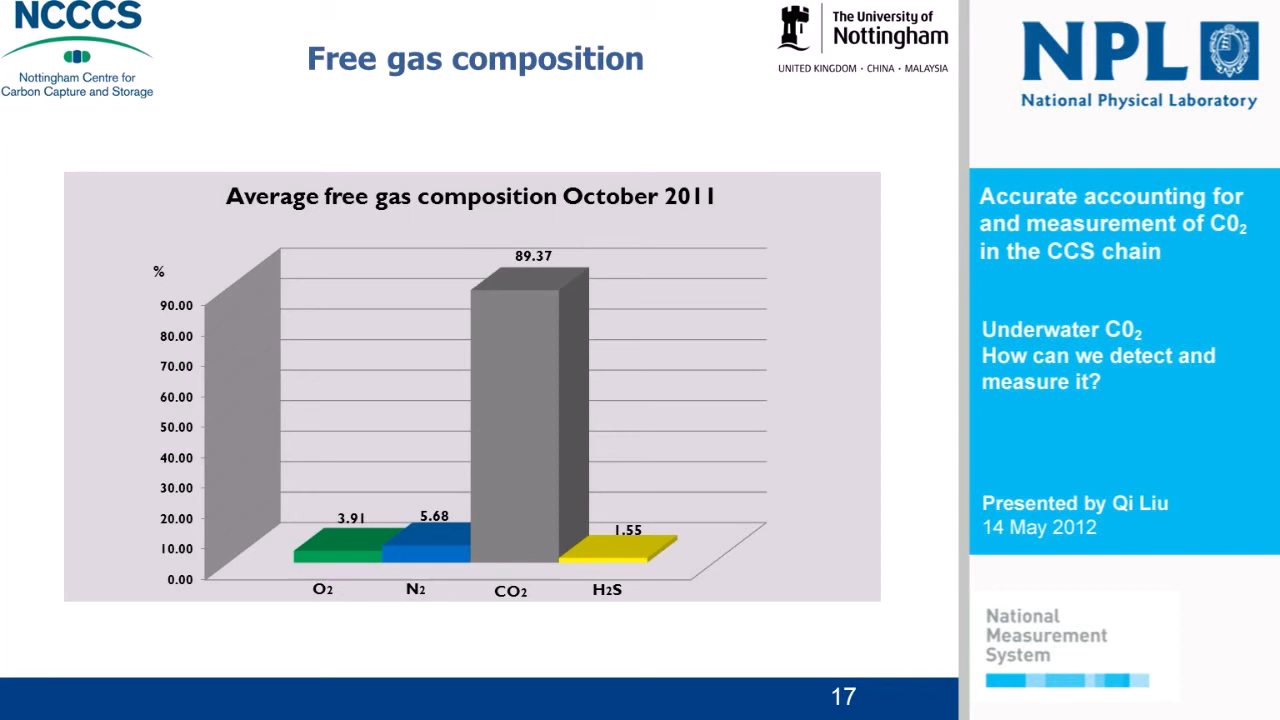 NCCCS
Nottingham Centre for
Carbon Capture and Storage
Free gas composition
The University of
Nottingham
UNITED KINGDOM · CHINA · MALAYSIA
Average free gas composition October 2011
%
90.00
80.00
70.00
60.00
50.00
40.00
30.00
20.00
10.00
0.00
3.91
5.68
89.37
1.55
O2
N2
CO2
H2S
17
NPL
National Physical Laboratory
Accurate accounting for
and measurement of C0₂
in the CCS chain
Underwater C0₂
How can we detect and
measure it?
Presented by Qi Liu
14 May 2012
National
Measurement
System